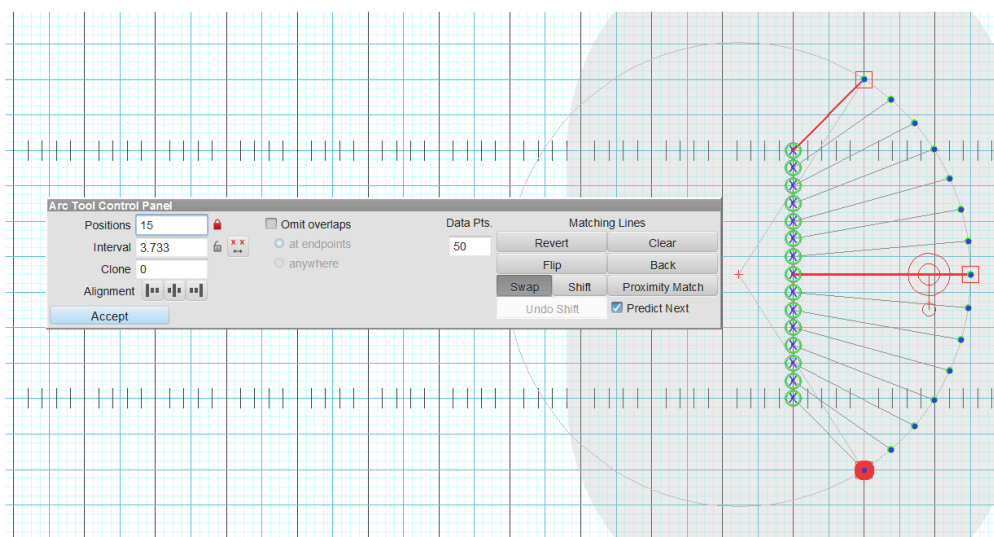 Arc Tool Control Panel
Positions 15
Interval 3.733
Clone 0
Alignment
Accept
Omit overlaps
at endpoints
anywhere
Data Pts.
50
Matching Lines
Revert Clear
Flip Back
Swap Shift Proximity Match
Undo Shift Predict Next